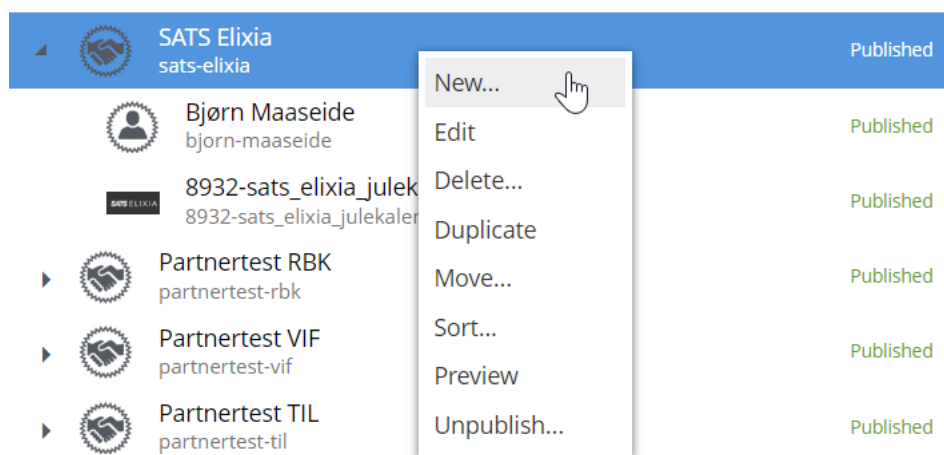 SATS Elixia
sats-elixia
Published
New...
Bjørn Maaseide
bjorn-maaseide
Published
Edit
Delete...
SATS ELIXIA
8932-sats_elixia_julek
8932-sats_elixia_julekaler
Published
Duplicate
Partnertest RBK
partnertest-rbk
Published
Move...
Sort...
Partnertest VIF
partnertest-vif
Published
Preview
Partnertest TIL
partnertest-til
Published
Unpublish...